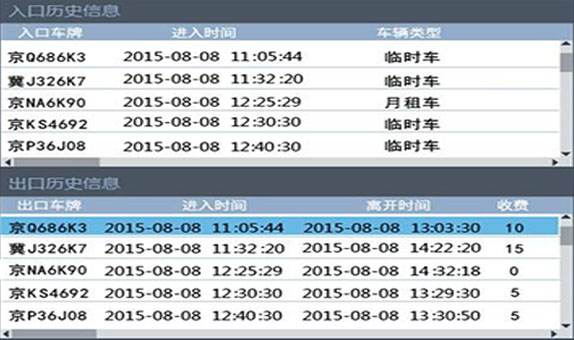 入口历史信息
入口车牌 进入时间 车辆类型
京Q686K3 2015-08-08 11:05:44 临时车
冀J326K7 2015-08-08 11:32:20 临时车
京NA6K90 2015-08-08 12:25:29 月租车
京KS4692 2015-08-08 12:30:30 临时车
京P36J08 2015-08-08 12:40:30 临时车
出口历史信息
出口车牌 进入时间 离开时间 收费
京Q686K3 2015-08-08 11:05:44 2015-08-08 13:03:30 10
冀J326K7 2015-08-08 11:32:20 2015-08-08 14:22:20 15
京NA6K90 2015-08-08 12:25:29 2015-08-08 14:32:18 0
京KS4692 2015-08-08 12:30:30 2015-08-08 13:29:30 5
京P36J08 2015-08-08 12:40:30 2015-08-08 13:30:50 5